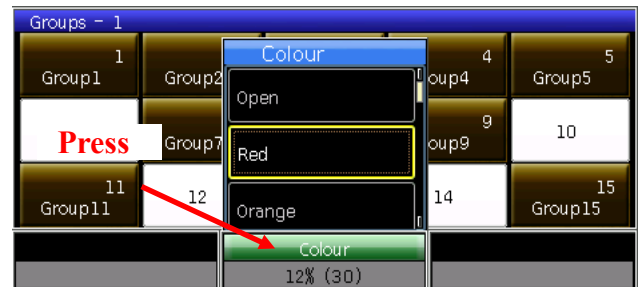 Groups - 1
1
Group1
Group2
Colour
4
oup4
5
Group5
Open
Press
Group7
Red
9
oup9
10
11
Group11
12
Orange
14
15
Group15
Colour
12% (30)